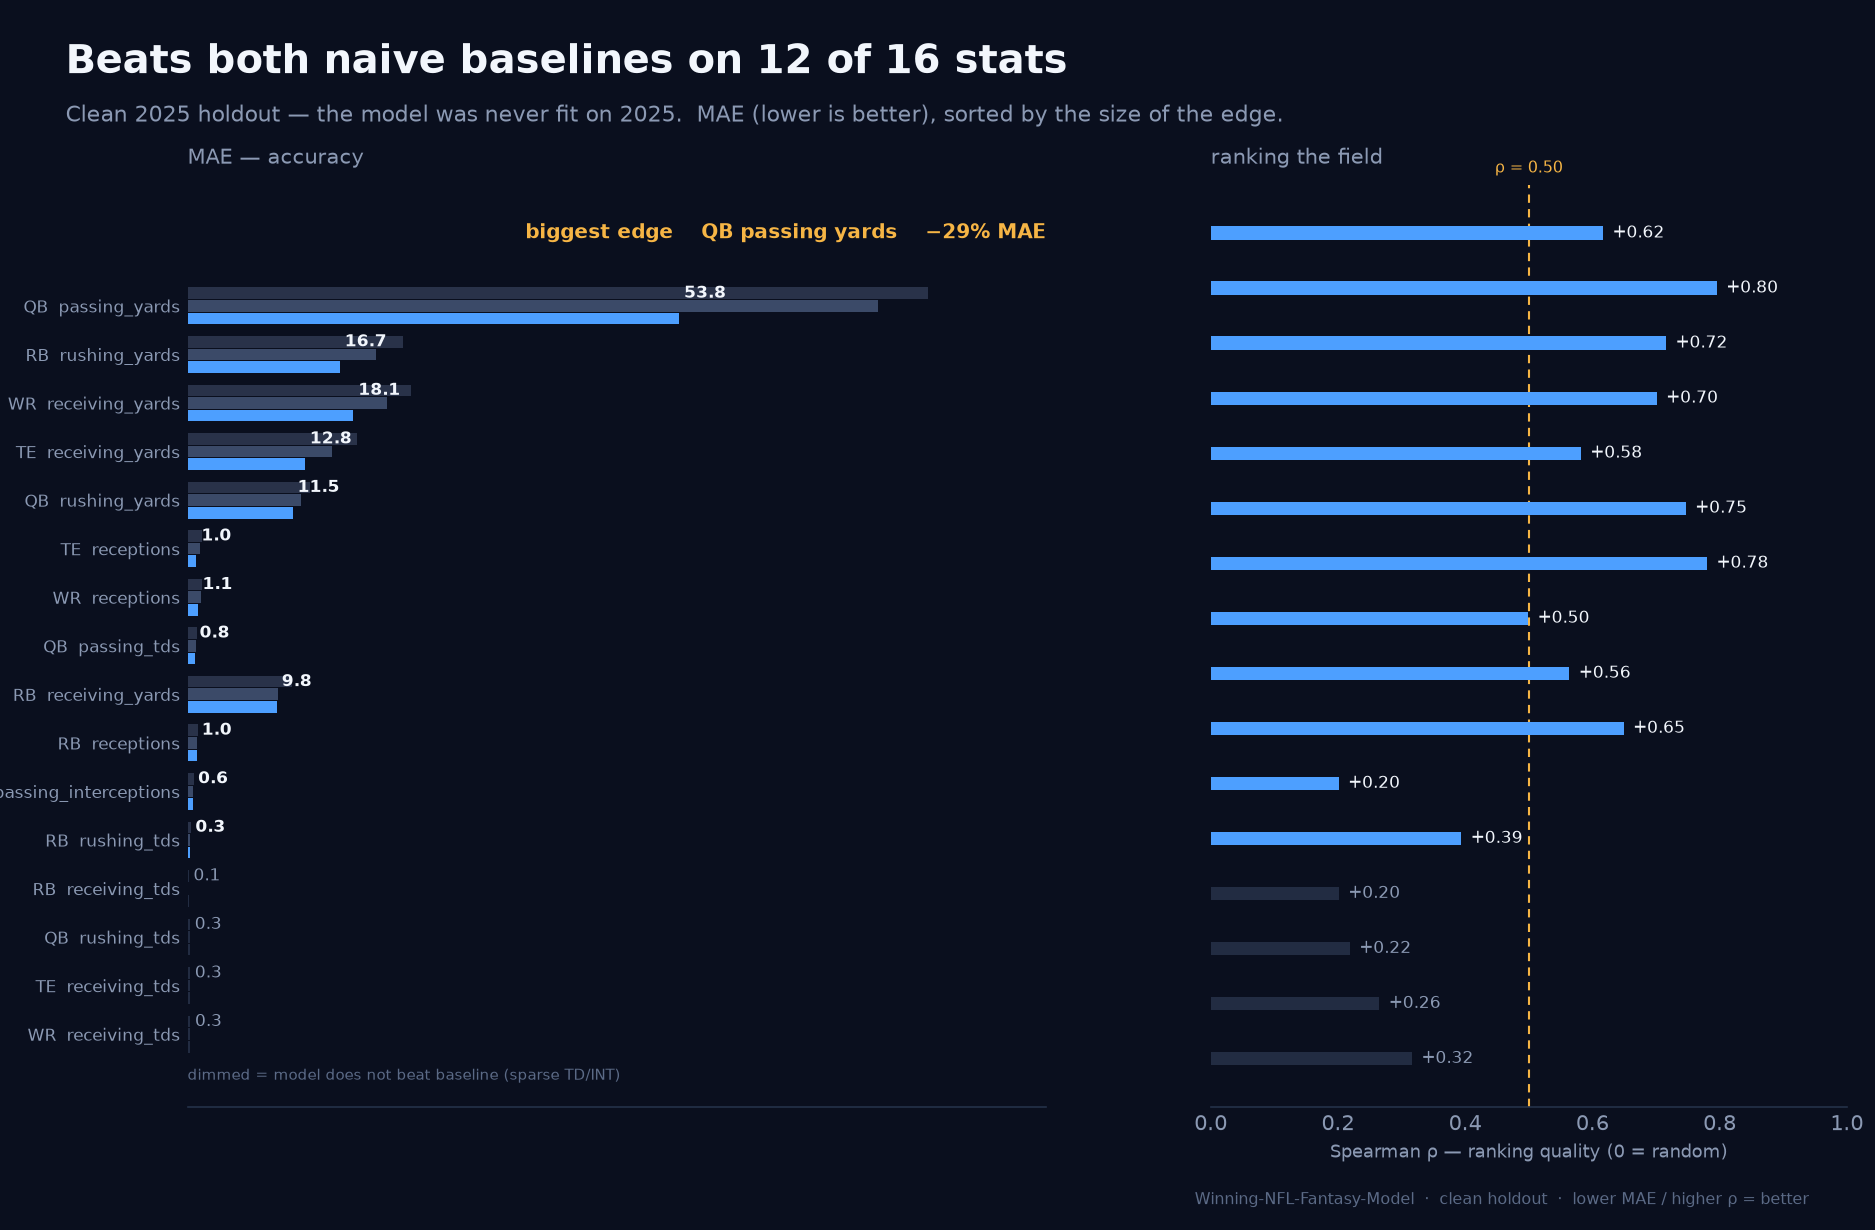 Beats both naive baselines on 12 of 16 stats
Clean 2025 holdout — the model was never fit on 2025.  MAE (lower is better), sorted by the size of the edge.
MAE — accuracy
biggest edge    QB passing yards    −29% MAE
QB  passing_yards 53.8
RB  rushing_yards 16.7
WR  receiving_yards 18.1
TE  receiving_yards 12.8
QB  rushing_yards 11.5
TE  receptions 1.0
WR  receptions 1.1
QB  passing_tds 0.8
RB  receiving_yards 9.8
RB  receptions 1.0
passing_interceptions 0.6
RB  rushing_tds 0.3
RB  receiving_tds 0.1
QB  rushing_tds 0.3
TE  receiving_tds 0.3
WR  receiving_tds 0.3
dimmed = model does not beat baseline (sparse TD/INT)
ranking the field
ρ = 0.50
+0.62
+0.80
+0.72
+0.70
+0.58
+0.75
+0.78
+0.50
+0.56
+0.65
+0.20
+0.39
+0.20
+0.22
+0.26
+0.32
0.0 0.2 0.4 0.6 0.8 1.0
Spearman ρ — ranking quality (0 = random)
Winning-NFL-Fantasy-Model  ·  clean holdout  ·  lower MAE / higher ρ = better